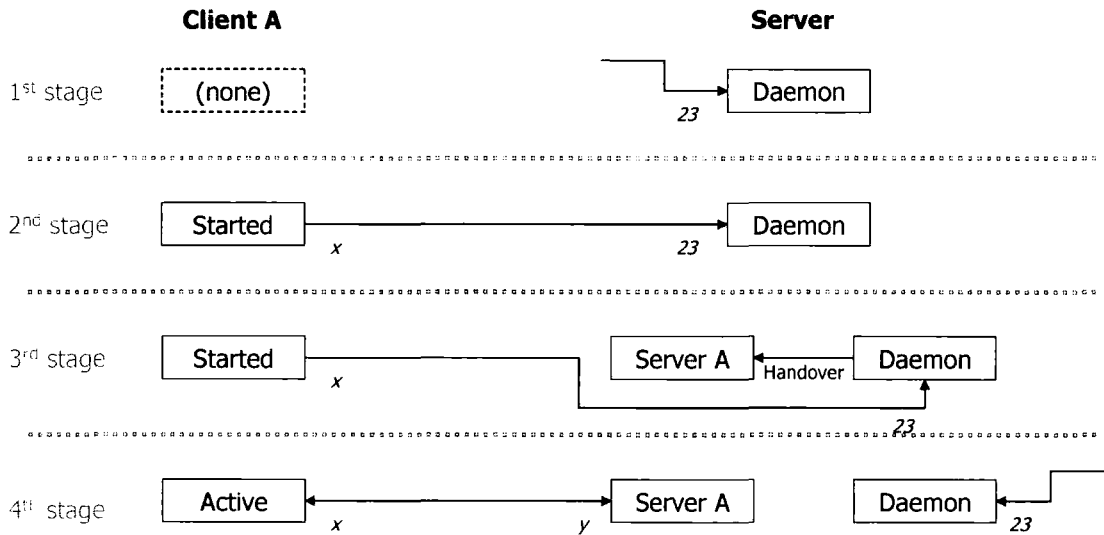 Client A Server
1st stage (none) Daemon
23
2nd stage Started Daemon
x 23
3rd stage Started Server A Daemon
Handover
x
23
4th stage Active Server A Daemon
x y 23